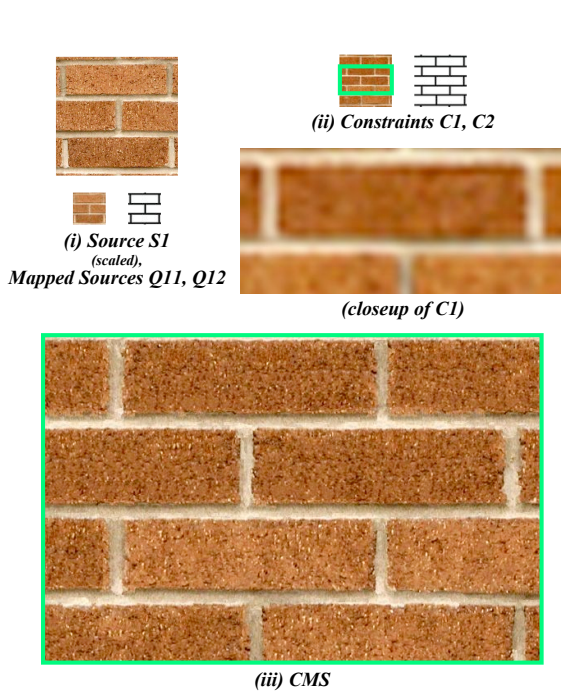 (i) Source S1
(scaled),
Mapped Sources Q11, Q12
(ii) Constraints C1, C2
(closeup of C1)
(iii) CMS